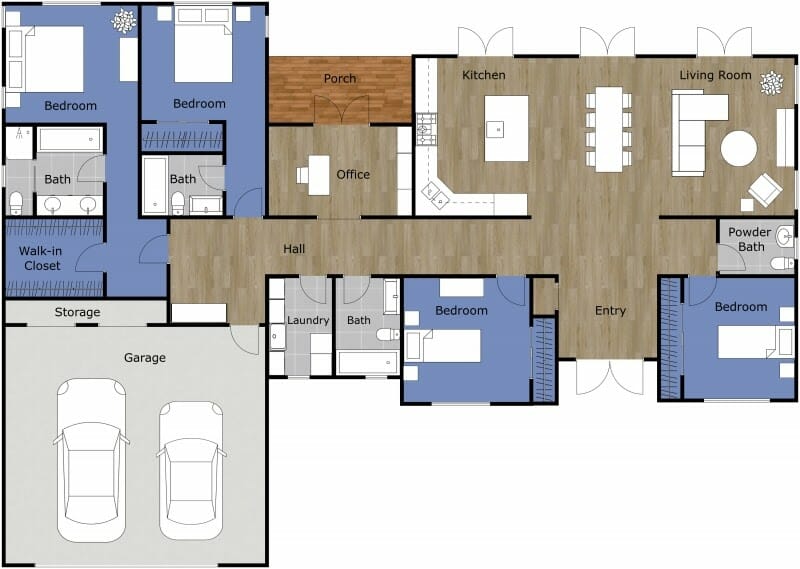 Kitchen
Living Room
Porch
Bedroom
Bedroom
Office
Bath
Bath
Powder
Bath
Walk-in
Closet
Hall
Storage
Laundry
Bath
Bedroom
Entry
Bedroom
Garage